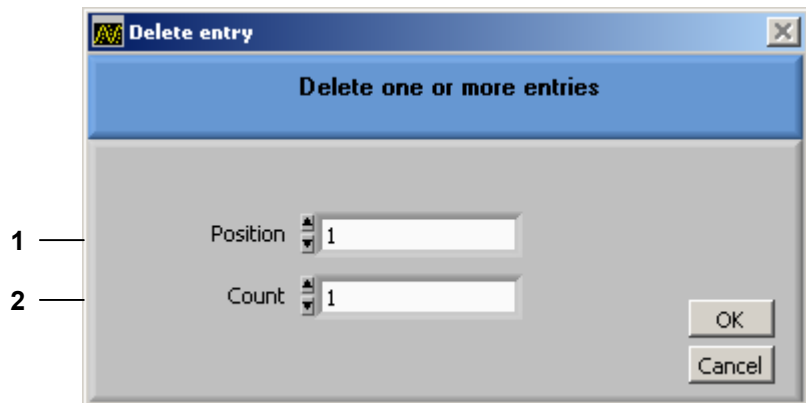 Delete entry
Delete one or more entries
1 Position 1
2 Count 1
OK
Cancel